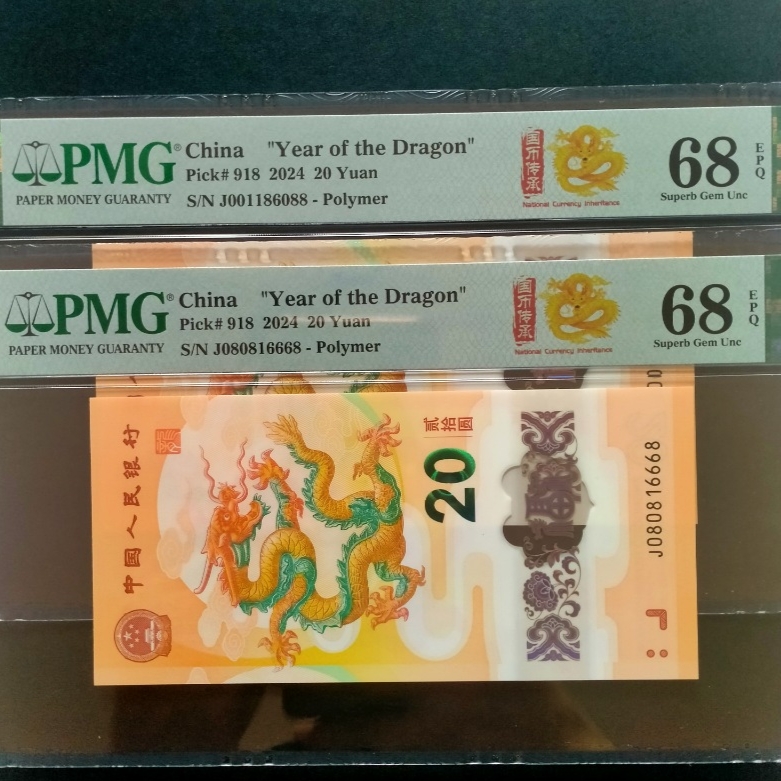 PMG®
PAPER MONEY GUARANTY
China "Year of the Dragon"
Pick# 918 2024 20 Yuan
S/N J001186088 - Polymer
国币传承
National Currency Inheritance
68
EPQ
Superb Gem Unc
PMG®
PAPER MONEY GUARANTY
China "Year of the Dragon"
Pick# 918 2024 20 Yuan
S/N J080816668 - Polymer
国币传承
National Currency Inheritance
68
EPQ
Superb Gem Unc
中国人民银行
贰拾圆
20
J080816668